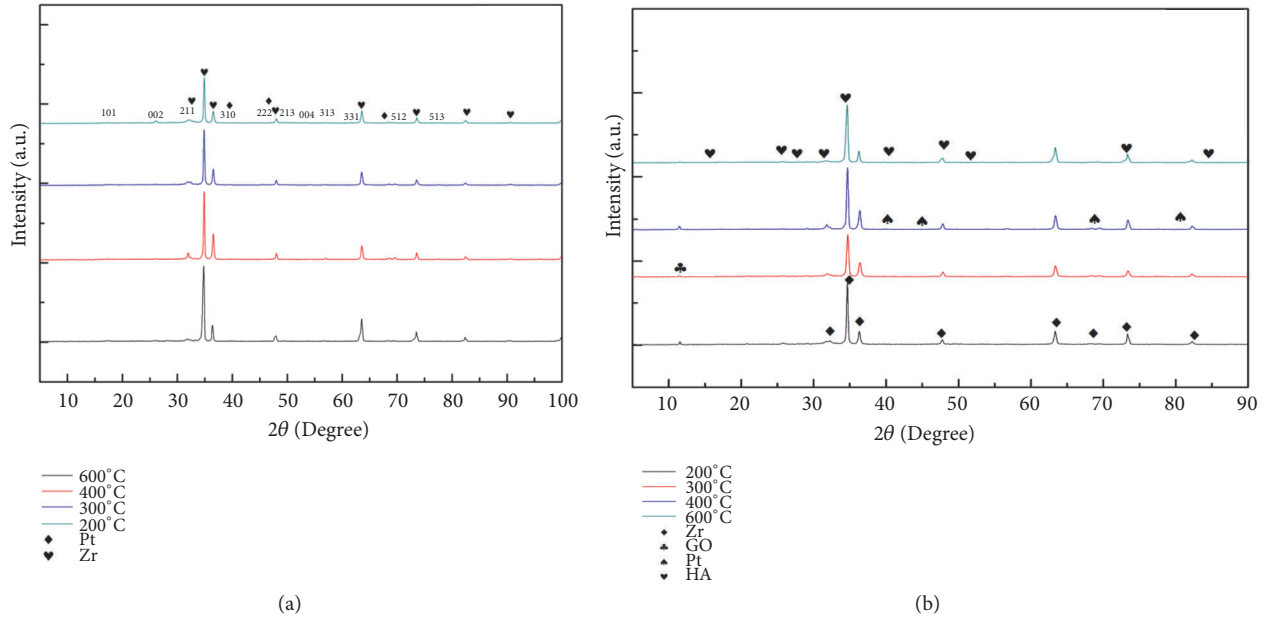 Intensity (a.u.)
101 002 211 310 222 213 004 313 331 512 513
10 20 30 40 50 60 70 80 90 100
2θ (Degree)
600°C
400°C
300°C
200°C
Pt
Zr
(a)
Intensity (a.u.)
10 20 30 40 50 60 70 80 90
2θ (Degree)
200°C
300°C
400°C
600°C
Zr
GO
Pt
HA
(b)